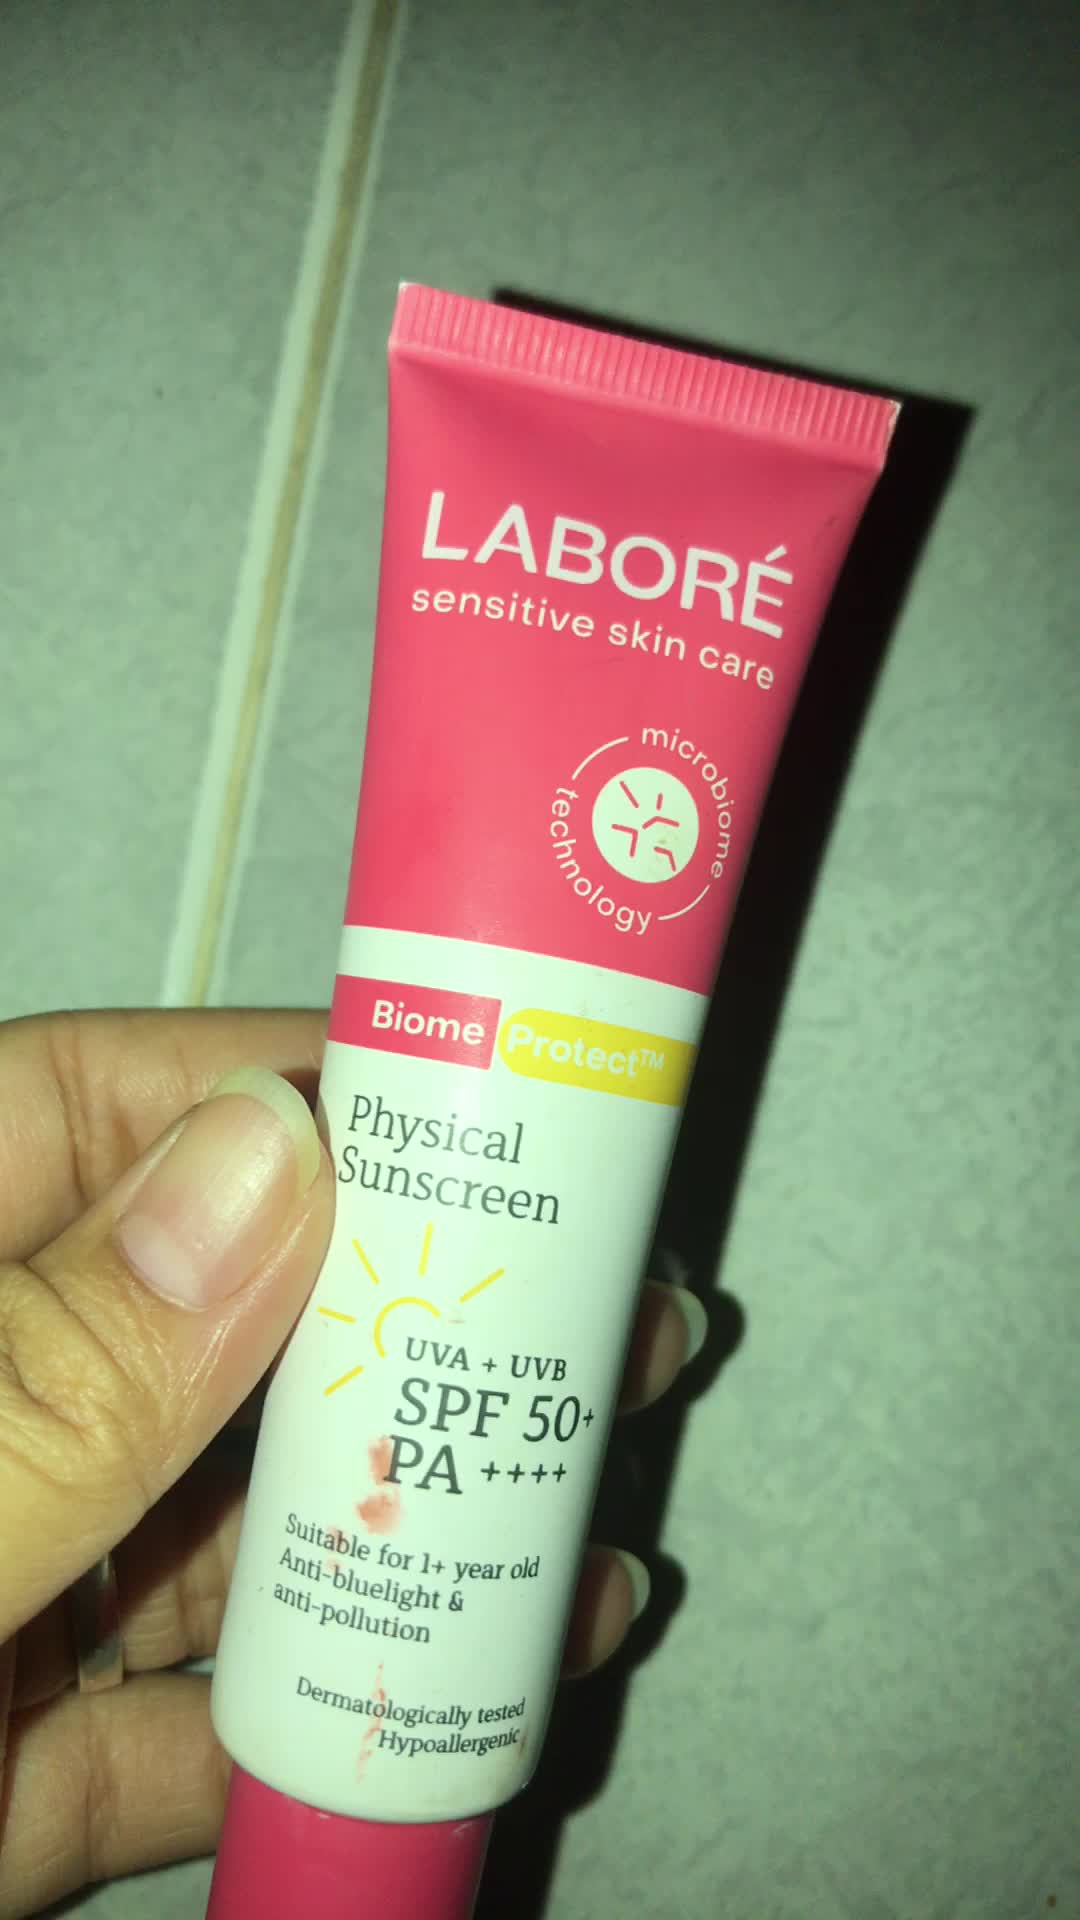 LABORÉ
sensitive skin care
microbiome
technology
Biome Protect™
Physical
Sunscreen
UVA + UVB
SPF 50+
PA ++++
Suitable for 1+ year old
Anti-bluelight &
anti-pollution
Dermatologically tested
Hypoallergenic